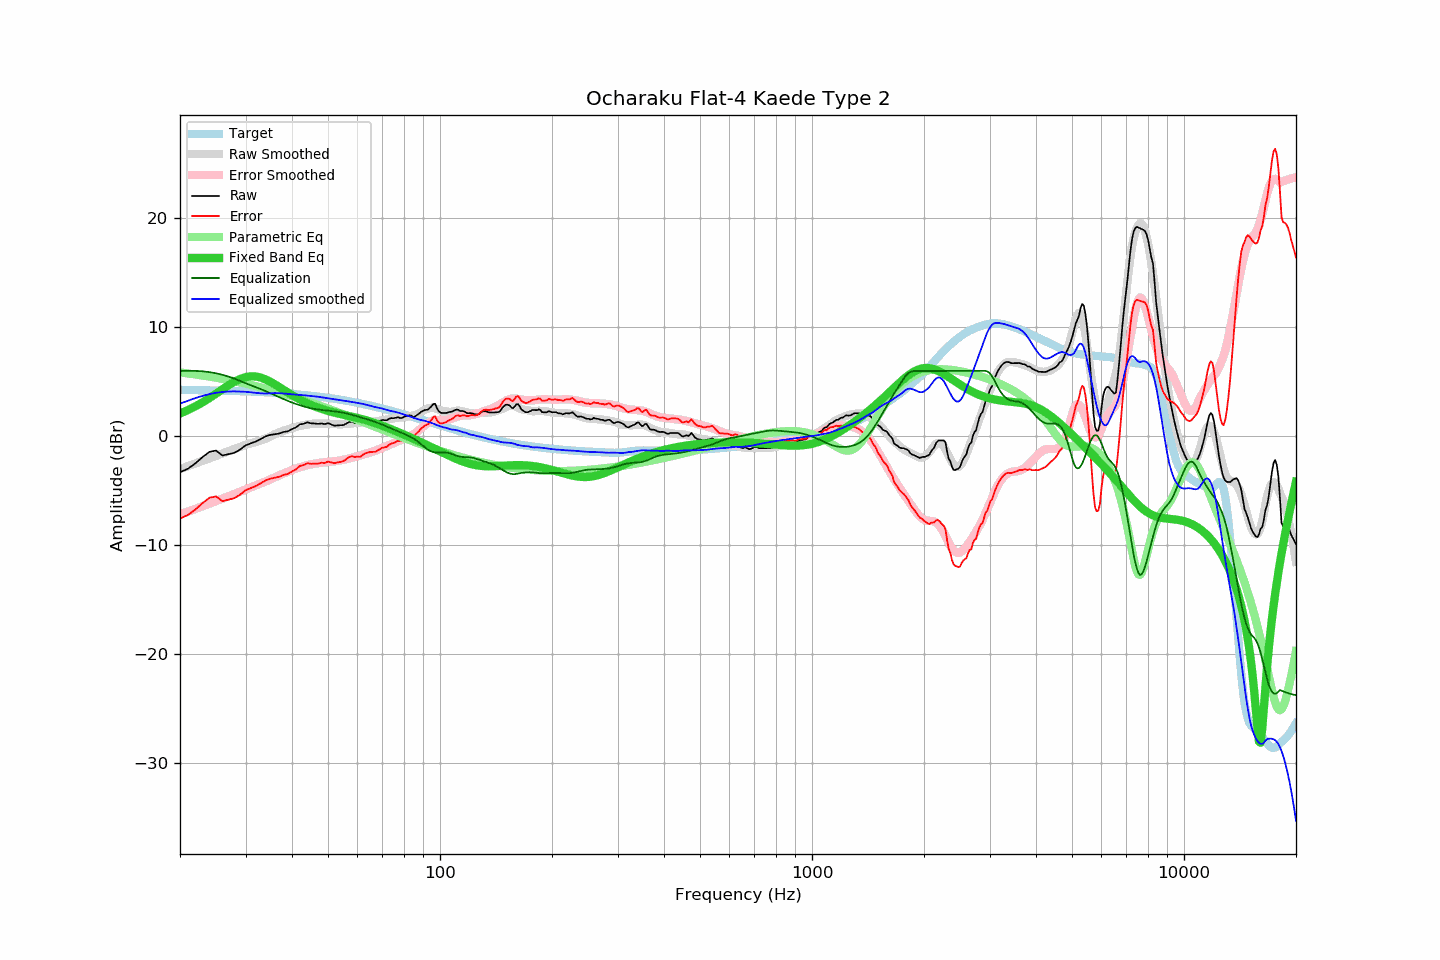 Ocharaku Flat-4 Kaede Type 2
Target
Raw Smoothed
Error Smoothed
Raw
Error
Parametric Eq
Fixed Band Eq
Equalization
Equalized smoothed
20
10
0
−10
−20
−30
Amplitude (dBr)
100
1000
10000
Frequency (Hz)